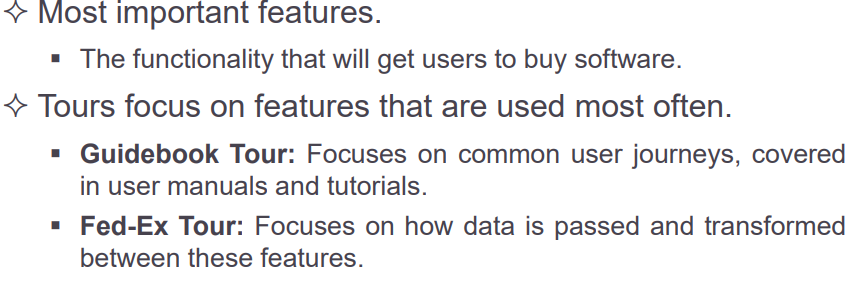 ✧ Most important features.
▪ The functionality that will get users to buy software.
✧ Tours focus on features that are used most often.
▪ Guidebook Tour: Focuses on common user journeys, covered
in user manuals and tutorials.
▪ Fed-Ex Tour: Focuses on how data is passed and transformed
between these features.